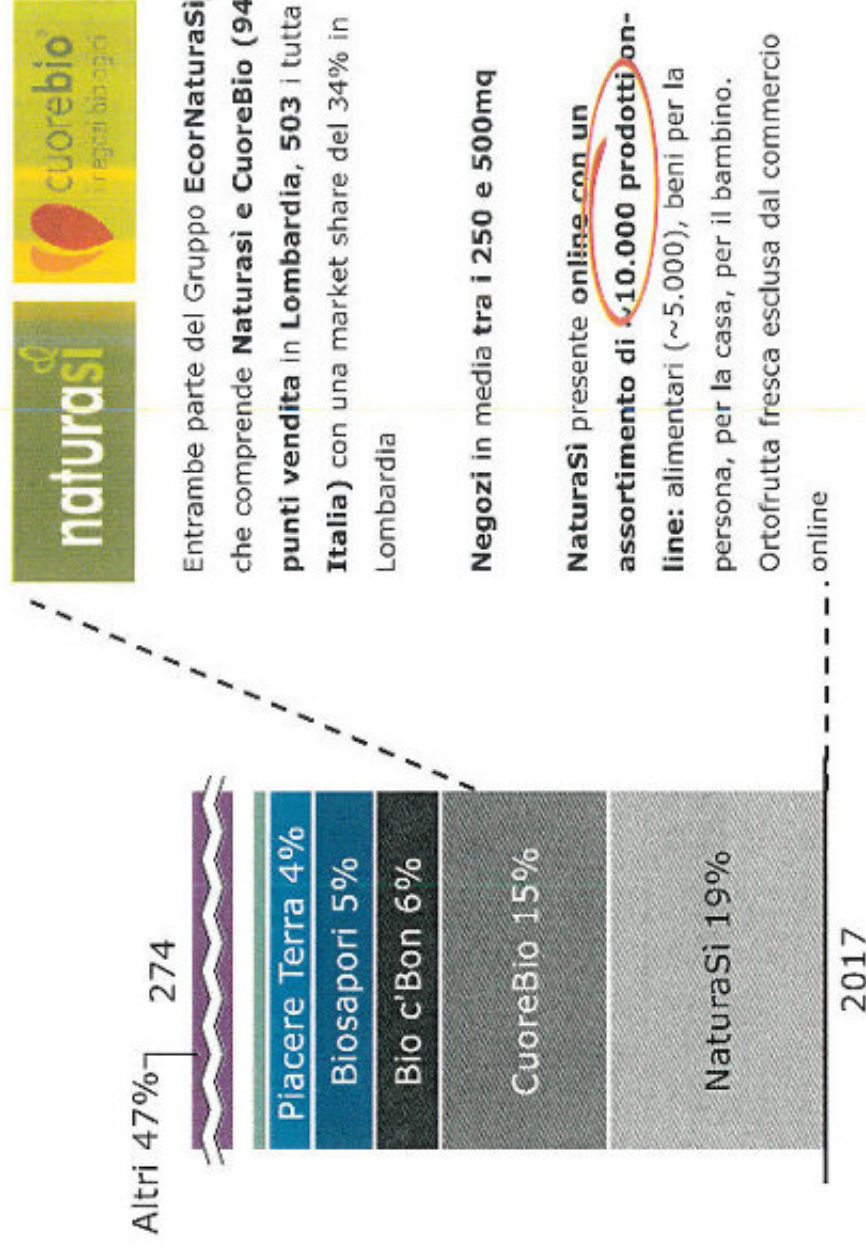 Altri 47%
274
Piacere Terra 4%
Biosapori 5%
Bio c'Bon 6%
CuoreBio 15%
NaturaSì 19%
2017
naturasì
cuorebio
negozi biologici
Entrambe parte del Gruppo EcorNaturaSì
che comprende Naturasì e CuoreBio (94
punti vendita in Lombardia, 503 i tutta
Italia) con una market share del 34% in
Lombardia
Negozi in media tra i 250 e 500mq
NaturaSì presente online con un
assortimento di ~10.000 prodotti on-
line: alimentari (~5.000), beni per la
persona, per la casa, per il bambino.
Ortofrutta fresca esclusa dal commercio
online